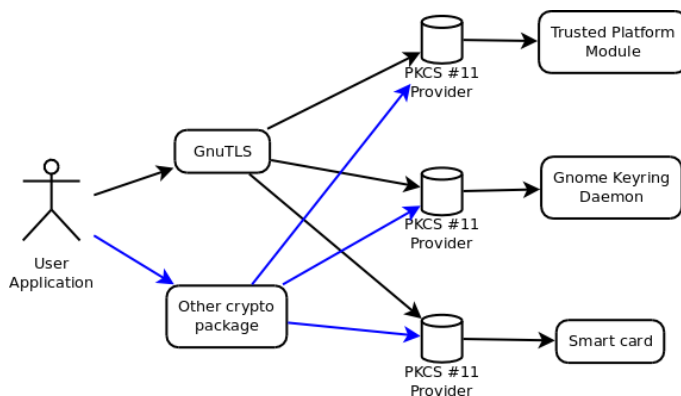 Trusted Platform
Module
PKCS #11
Provider
GnuTLS
Gnome Keyring
Daemon
PKCS #11
Provider
User
Application
Other crypto
package
Smart card
PKCS #11
Provider